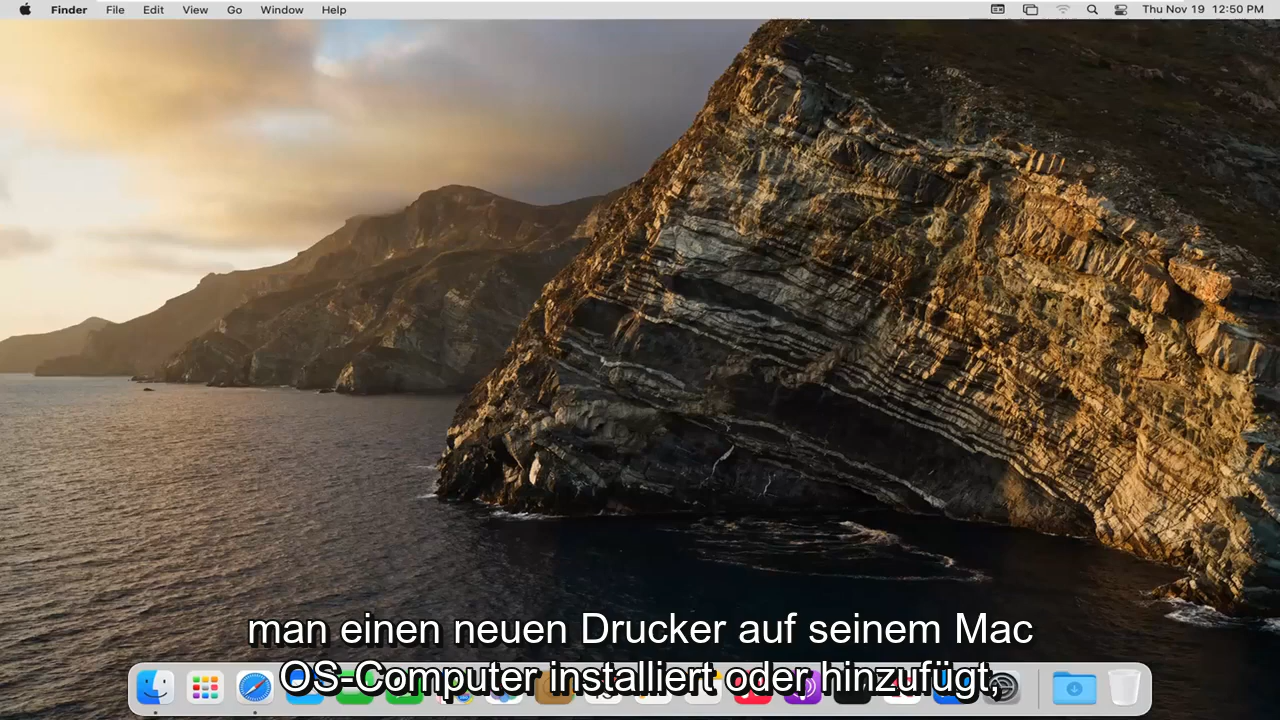 Finder File Edit View Go Window Help Thu Nov 19 12:50 PM
man einen neuen Drucker auf seinem Mac
OS-Computer installiert oder hinzufügt,